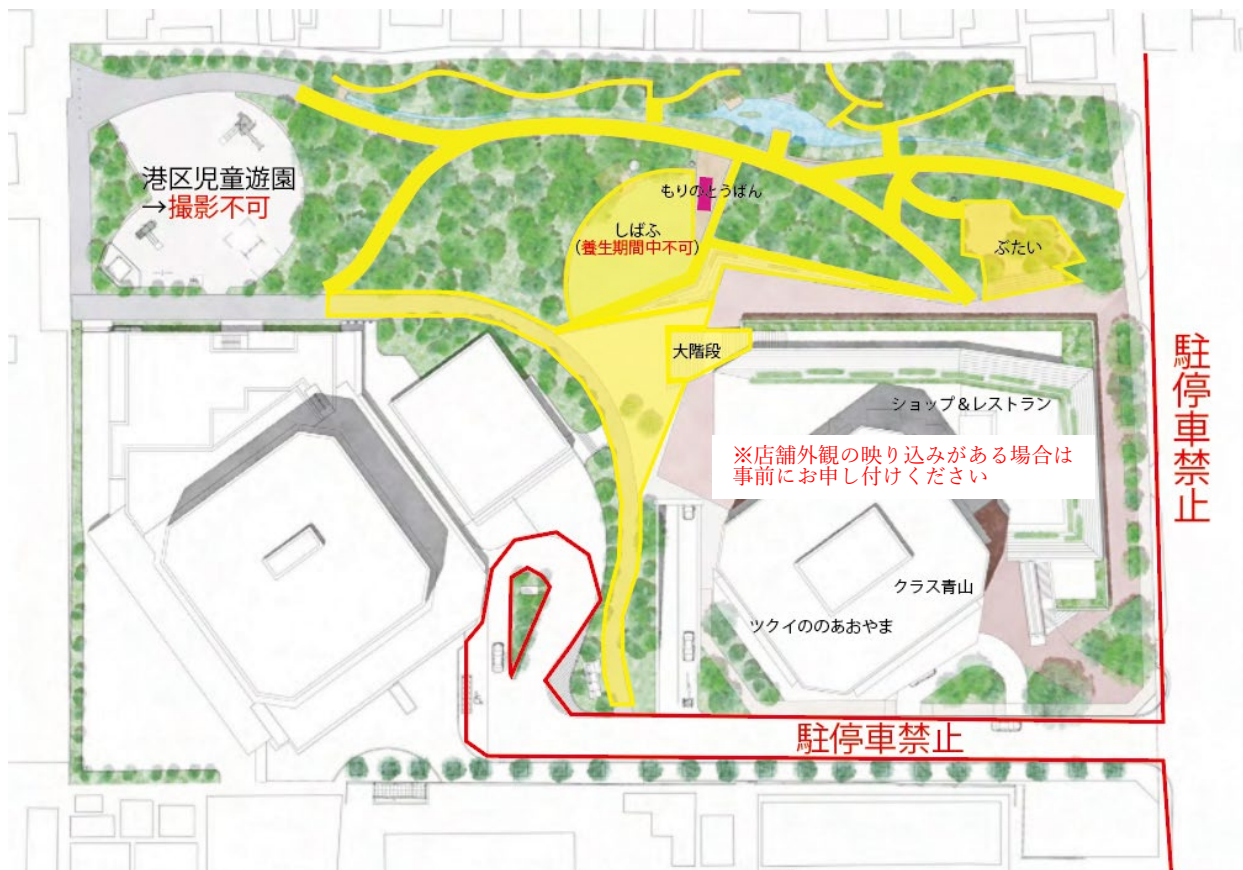 港区児童遊園
→撮影不可
もりのとうばん
しばふ
(養生期間中不可)
ぶたい
大階段
ショップ&レストラン
※店舗外観の映り込みがある場合は
事前にお申し付けください
クラス青山
ツクイののあおやま
駐停車禁止
駐停車禁止